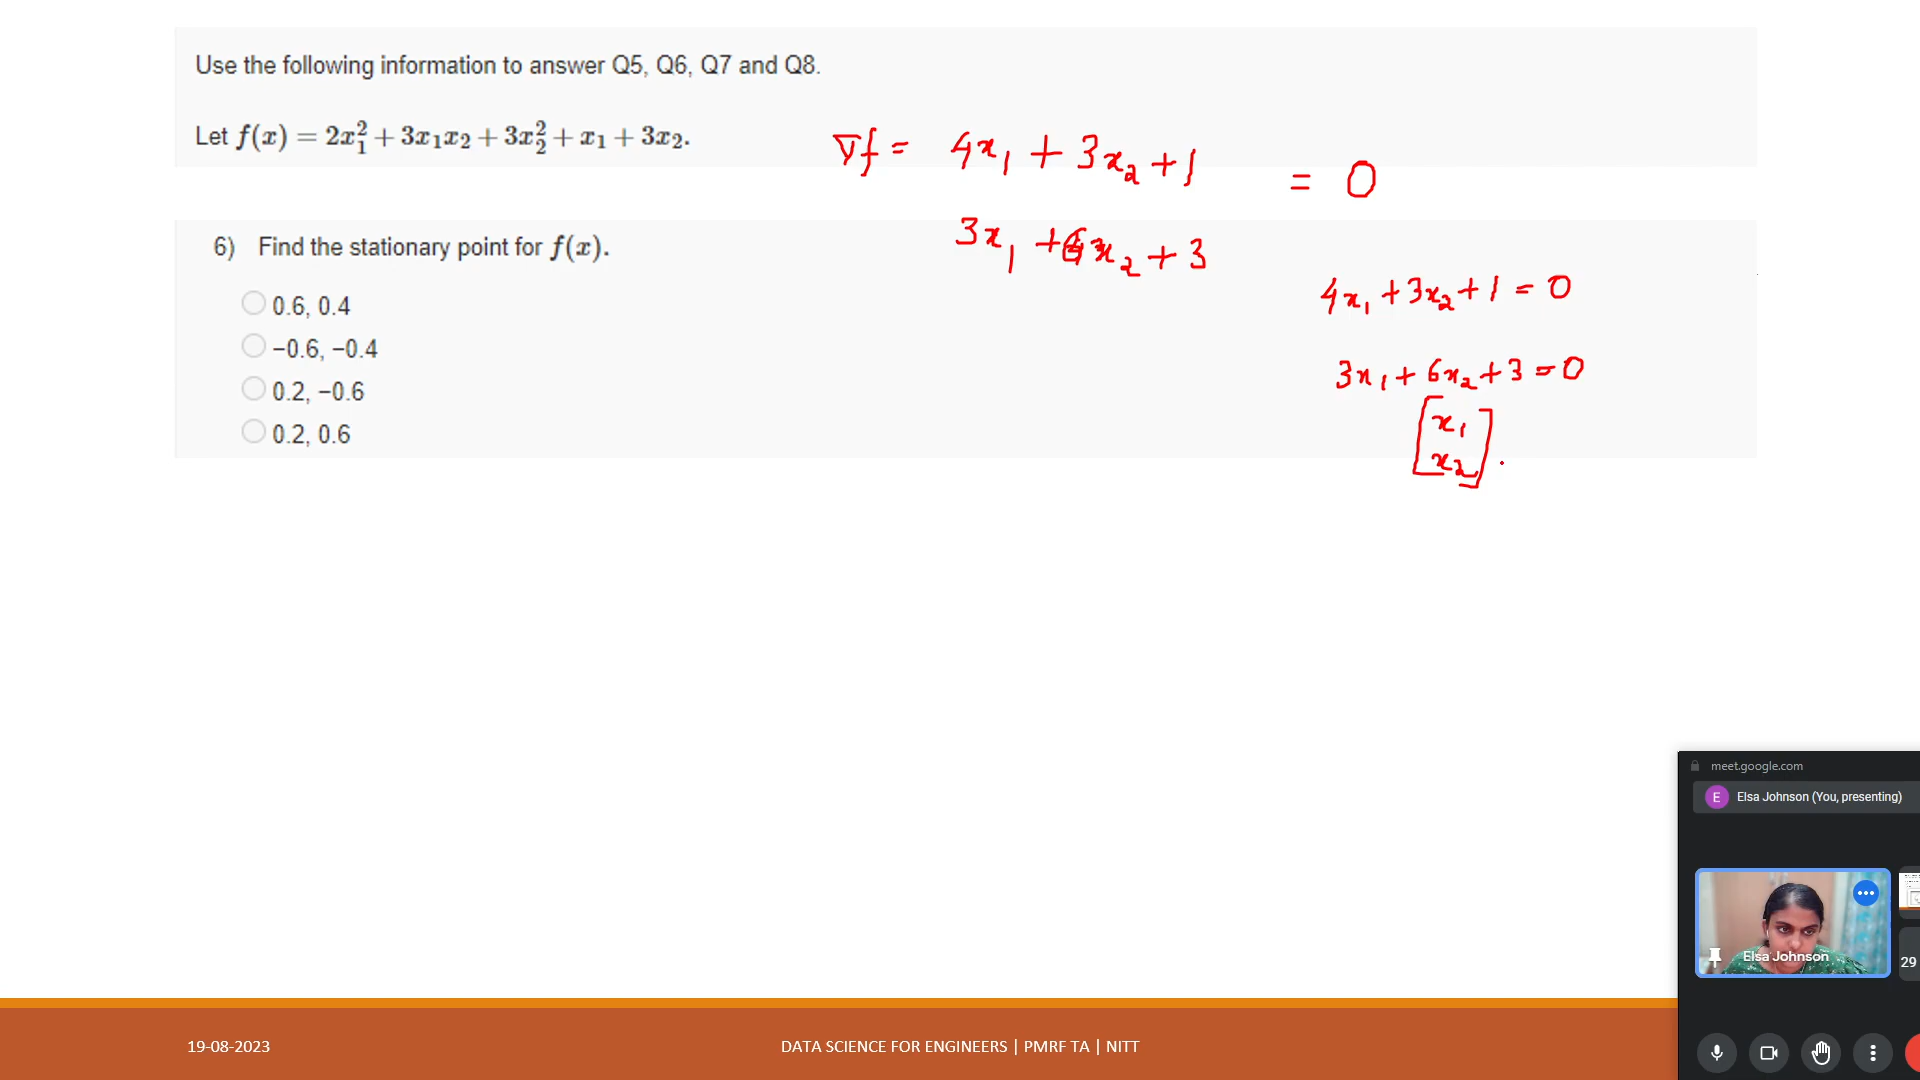 Use the following information to answer Q5, Q6, Q7 and Q8.
Let f(x) = 2x₁² + 3x₁x₂ + 3x₂² + x₁ + 3x₂.
∇f = 4x₁ + 3x₂ + 1 = 0
3x₁ + 6x₂ + 3
6) Find the stationary point for f(x).
0.6, 0.4
−0.6, −0.4
0.2, −0.6
0.2, 0.6
4x₁ + 3x₂ + 1 = 0
3x₁ + 6x₂ + 3 = 0
[x₁
x₂]
meet.google.com
E Elsa Johnson (You, presenting)
Elsa Johnson
29
19-08-2023
DATA SCIENCE FOR ENGINEERS | PMRF TA | NITT